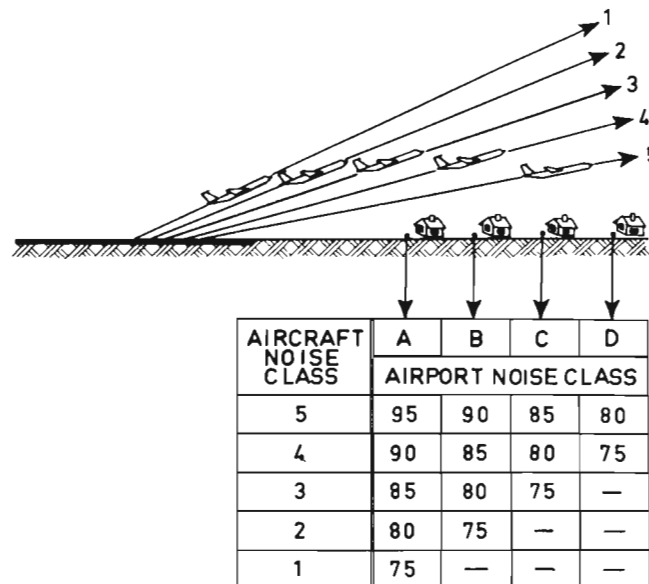 1
2
3
4
5
AIRCRAFT NOISE CLASS
A B C D
AIRPORT NOISE CLASS
5 95 90 85 80
4 90 85 80 75
3 85 80 75 —
2 80 75 — —
1 75 — — —